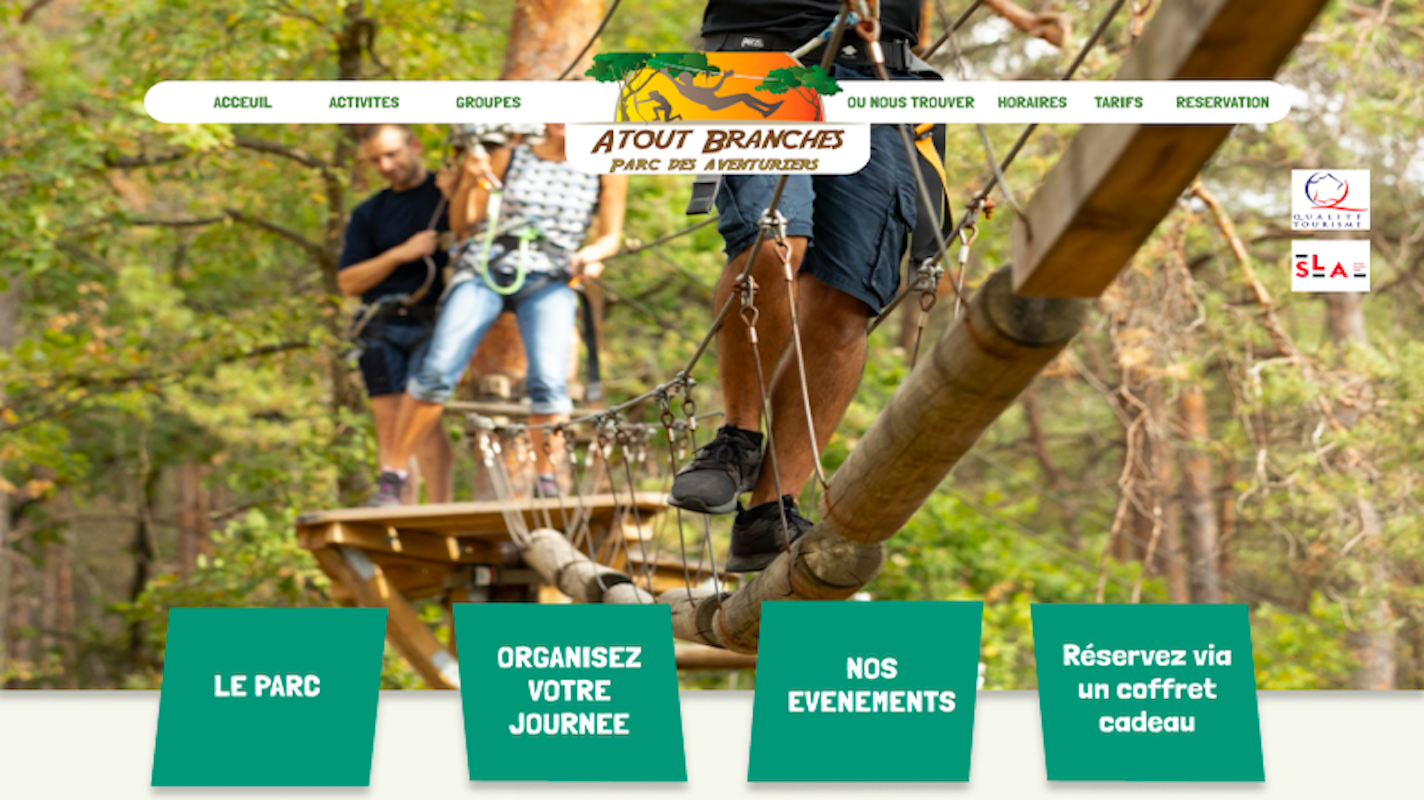 ACCEUIL
ACTIVITES
GROUPES
ATOUT BRANCHES
PARC DES AVENTURIERS
OU NOUS TROUVER
HORAIRES
TARIFS
RESERVATION
QUALITE
TOURISME
SLA
LE PARC
ORGANISEZ
VOTRE
JOURNEE
NOS
EVENEMENTS
Réservez via
un coffret
cadeau